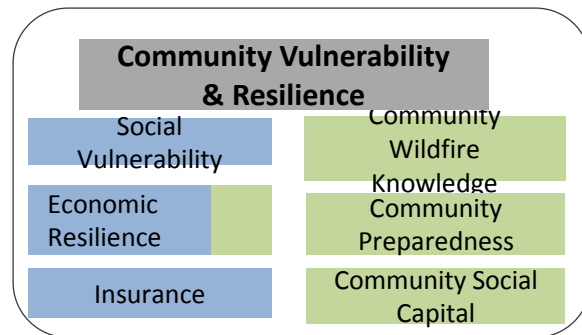 Community Vulnerability
& Resilience
Social
Vulnerability
Economic
Resilience
Insurance
Community
Wildfire
Knowledge
Community
Preparedness
Community Social
Capital